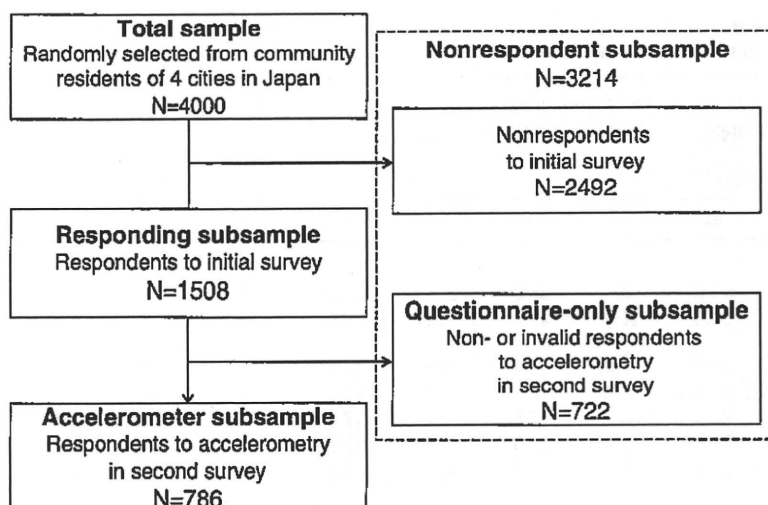 Total sample
Randomly selected from community
residents of 4 cities in Japan
N=4000
Nonrespondent subsample
N=3214
Nonrespondents
to initial survey
N=2492
Responding subsample
Respondents to initial survey
N=1508
Questionnaire-only subsample
Non- or invalid respondents
to accelerometry
in second survey
N=722
Accelerometer subsample
Respondents to accelerometry
in second survey
N=786